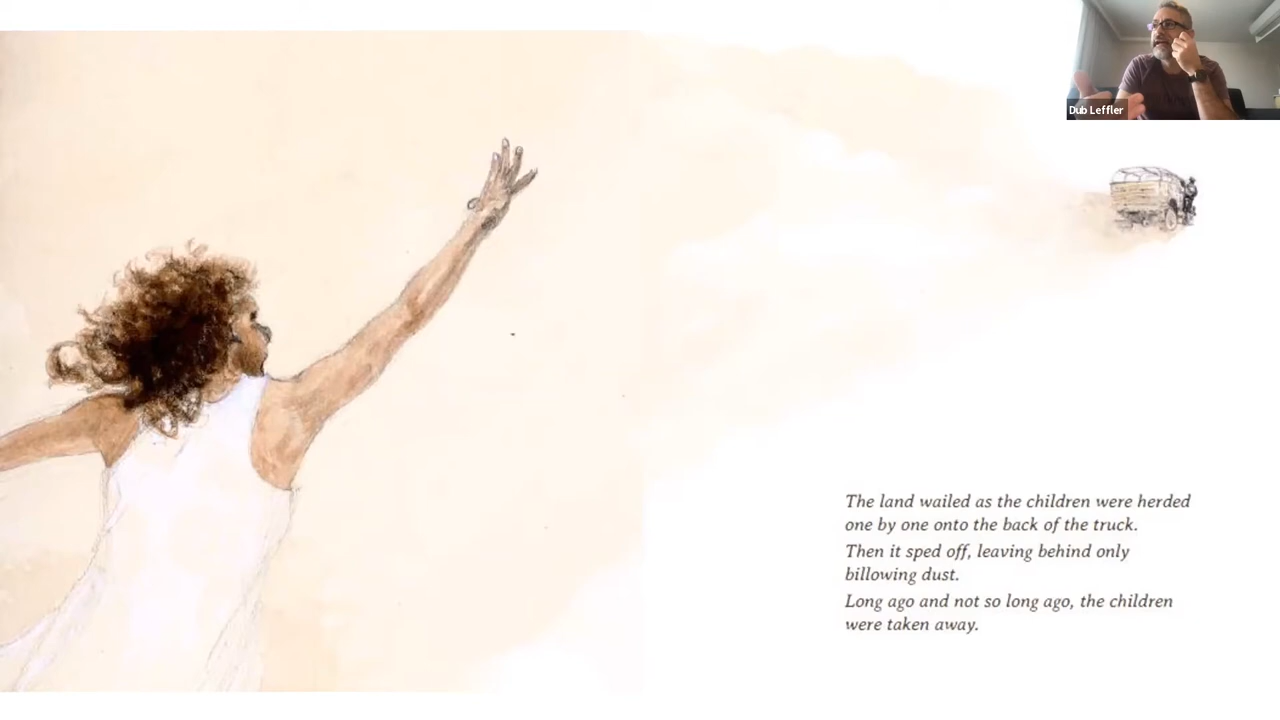 Dub Leffler
The land wailed as the children were herded
one by one onto the back of the truck.
Then it sped off, leaving behind only
billowing dust.
Long ago and not so long ago, the children
were taken away.